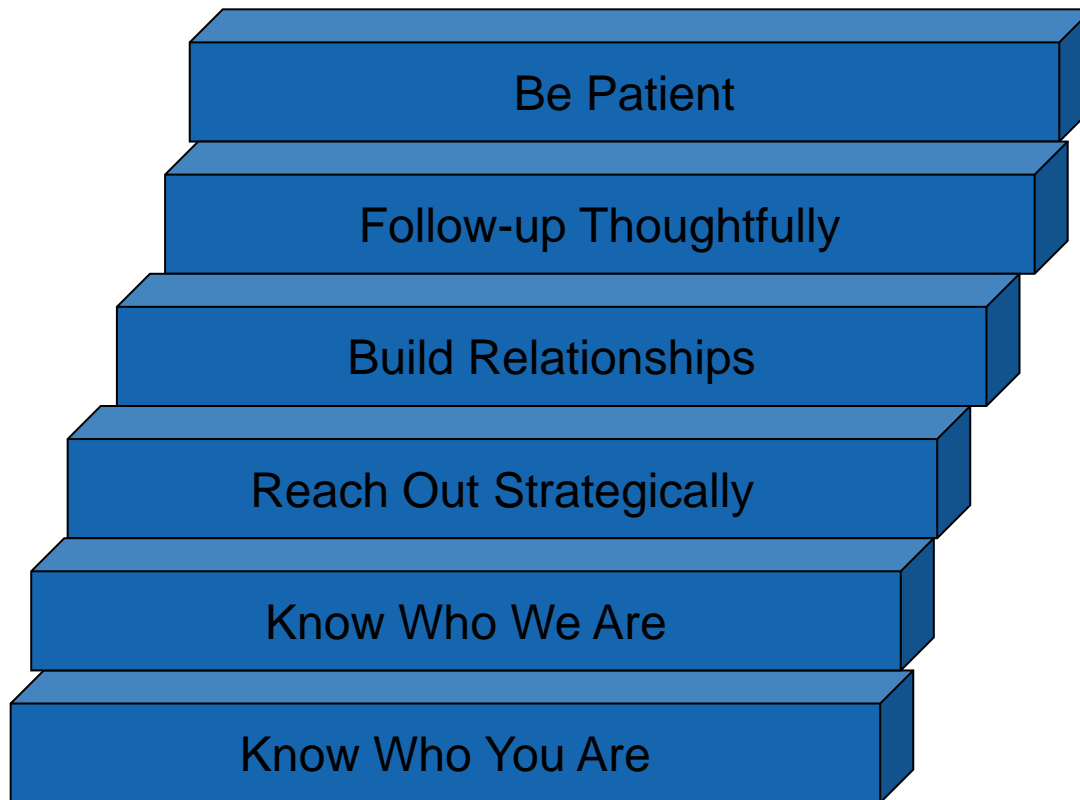 Be Patient
Follow-up Thoughtfully
Build Relationships
Reach Out Strategically
Know Who We Are
Know Who You Are